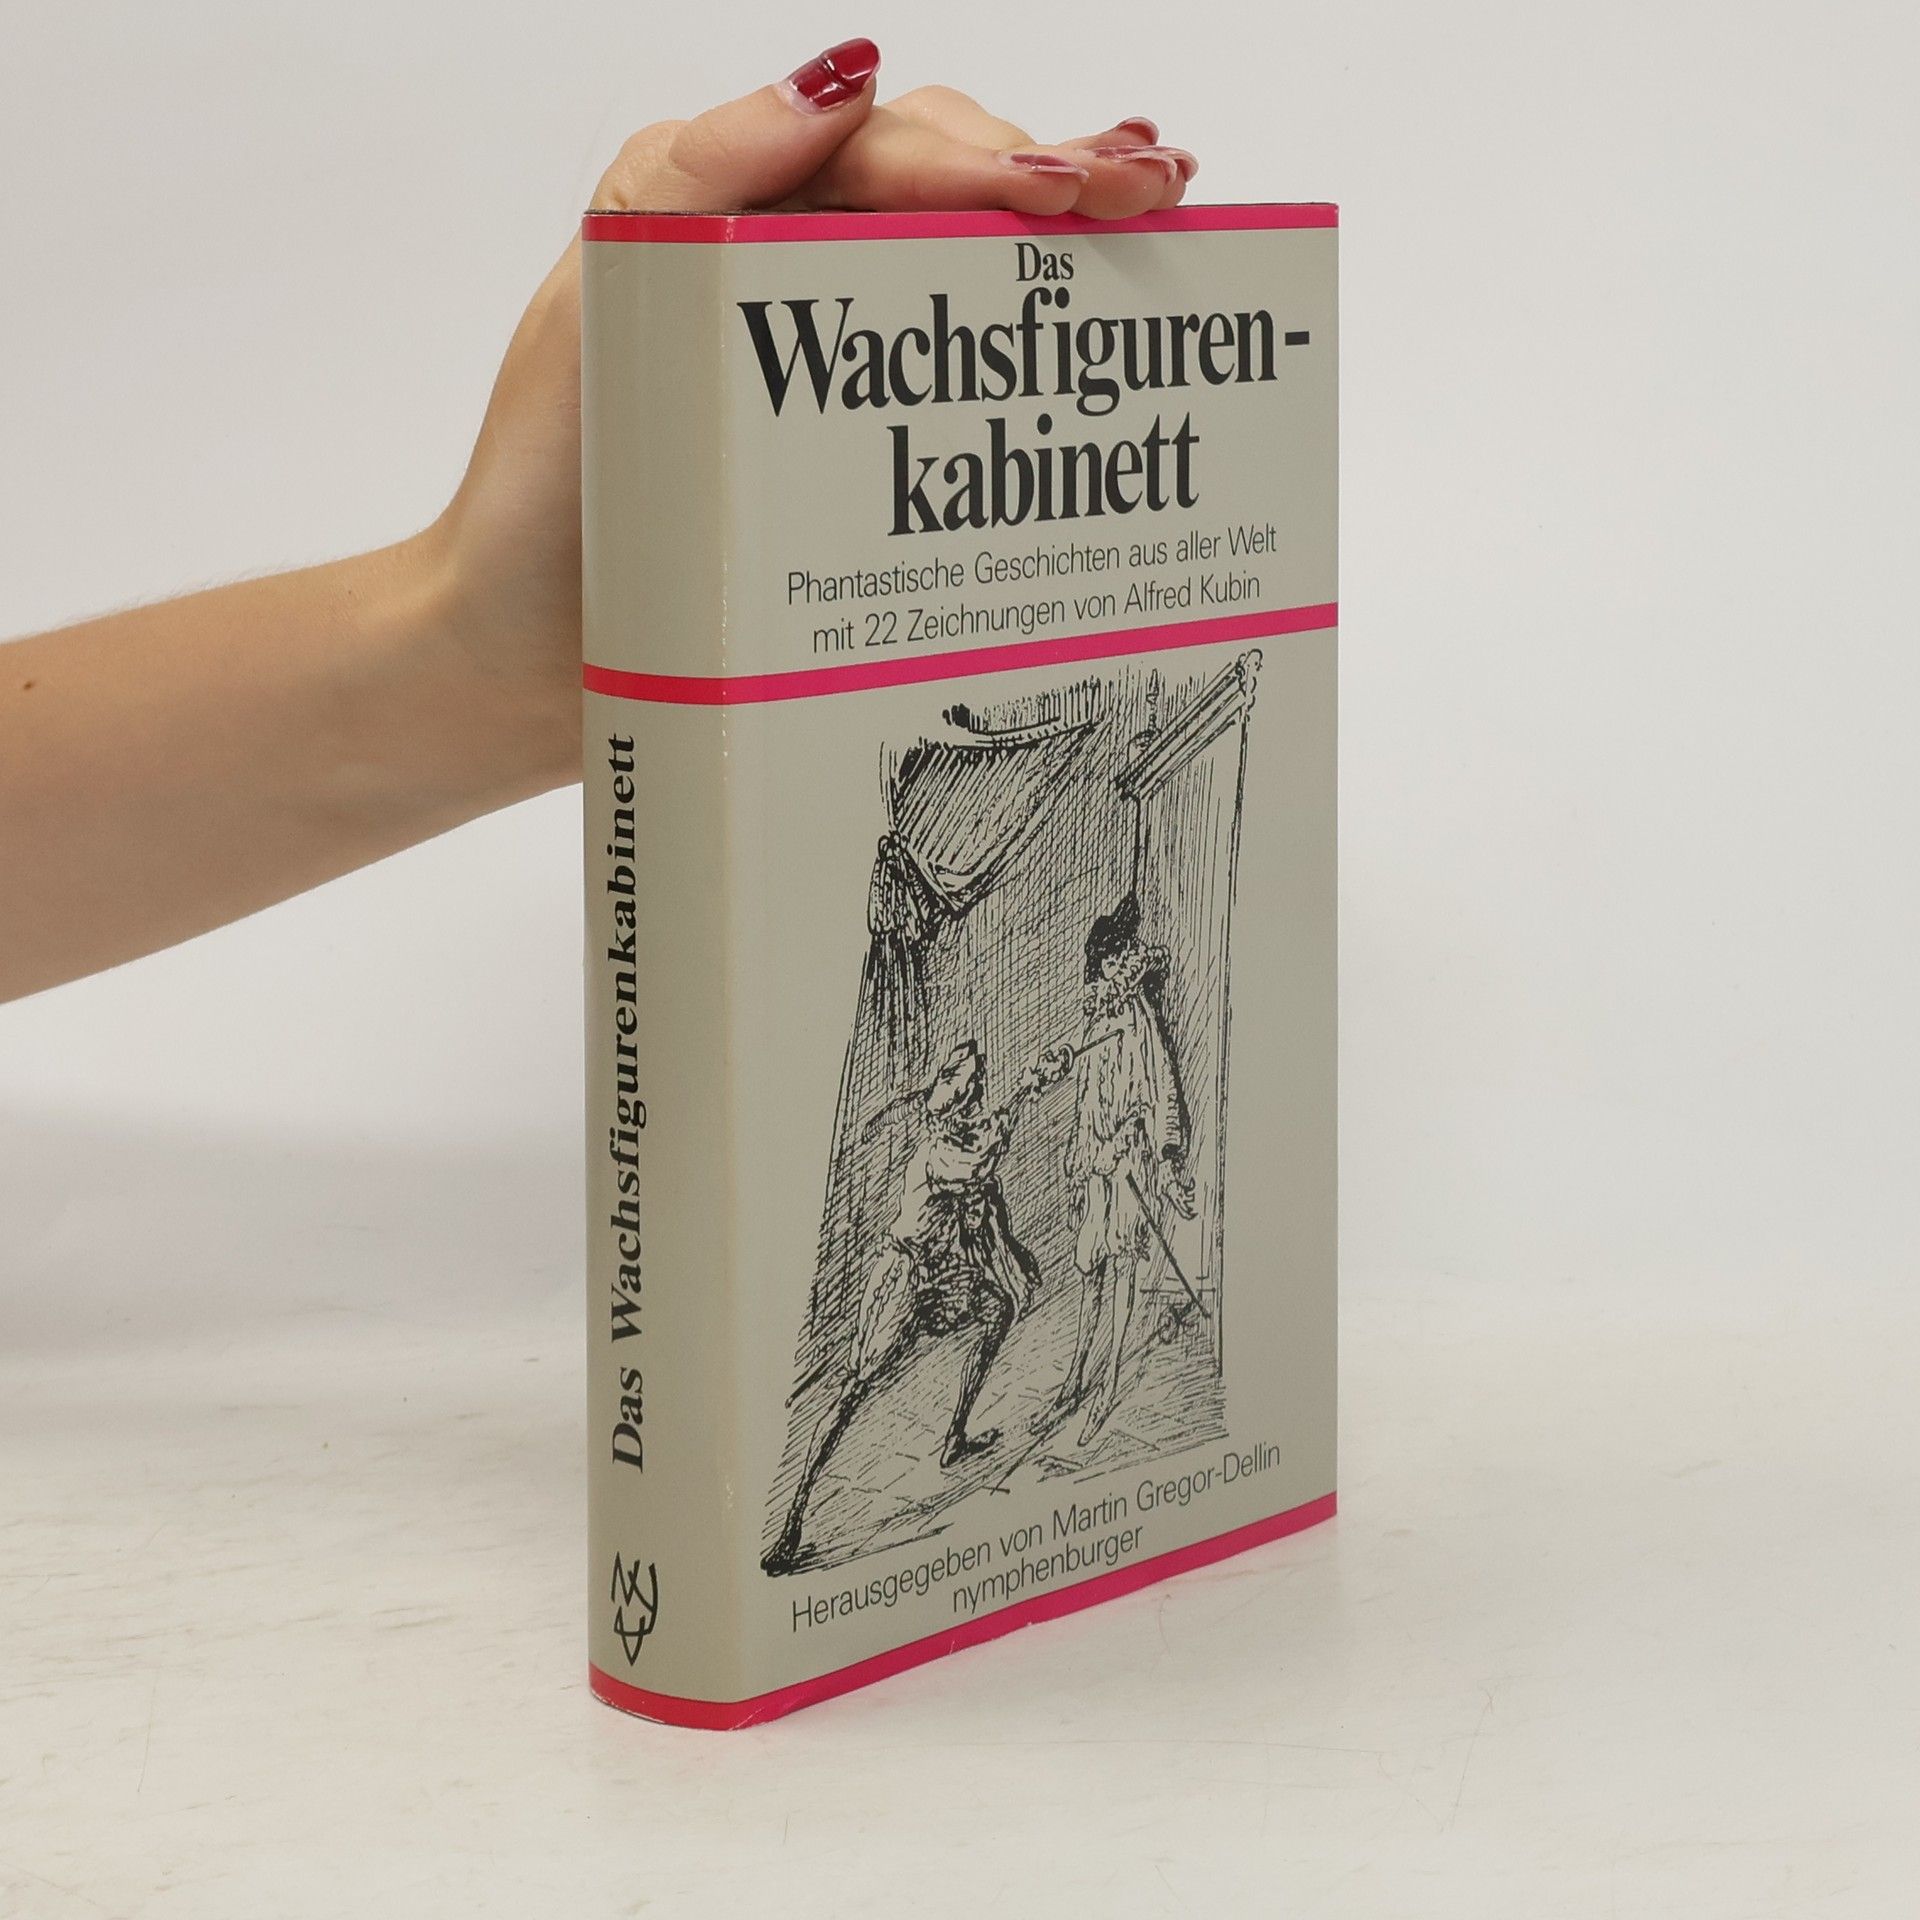 Das
Wachsfiguren-
kabinett
Phantastische Geschichten aus aller Welt
mit 22 Zeichnungen von Alfred Kubin
Herausgegeben von Martin Gregor-Dellin
nymphenburger
Das Wachsfigurenkabinett